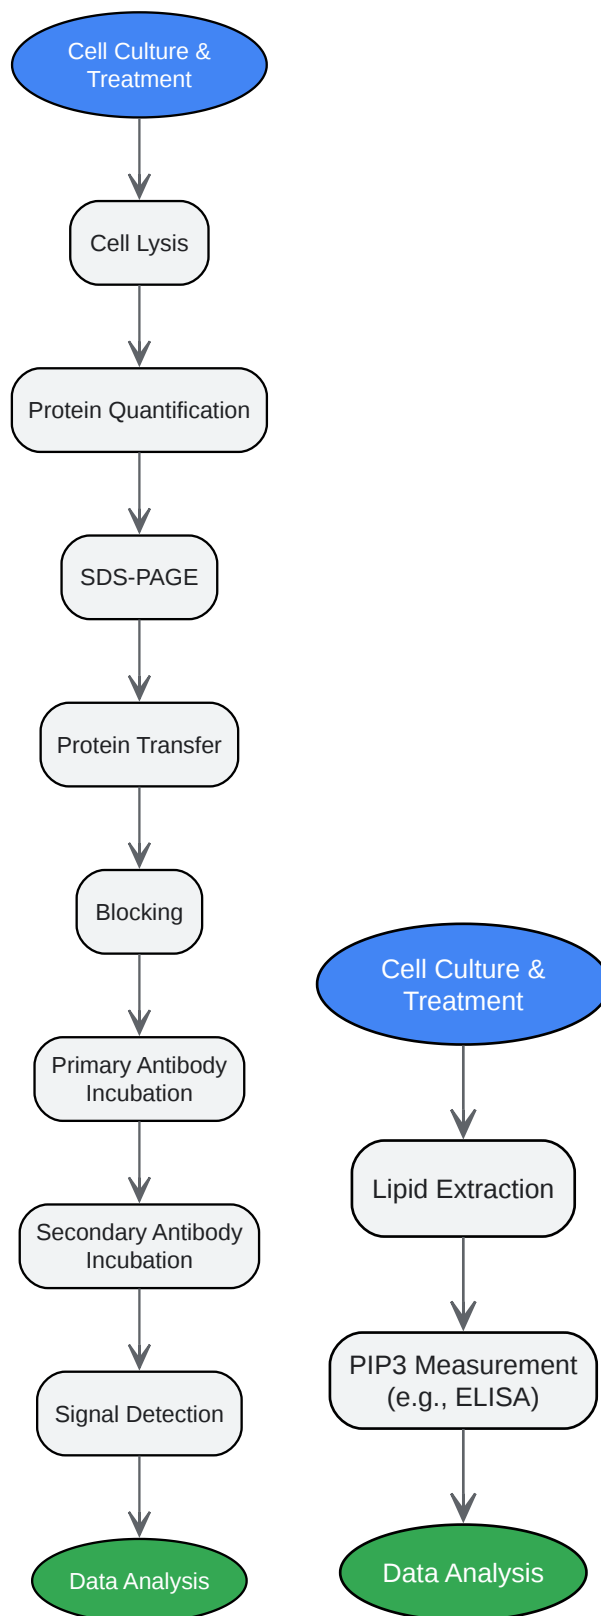 Cell Culture &
Treatment
Cell Lysis
Protein Quantification
SDS-PAGE
Protein Transfer
Blocking
Primary Antibody
Incubation
Secondary Antibody
Incubation
Signal Detection
Data Analysis
Cell Culture &
Treatment
Lipid Extraction
PIP3 Measurement
(e.g., ELISA)
Data Analysis